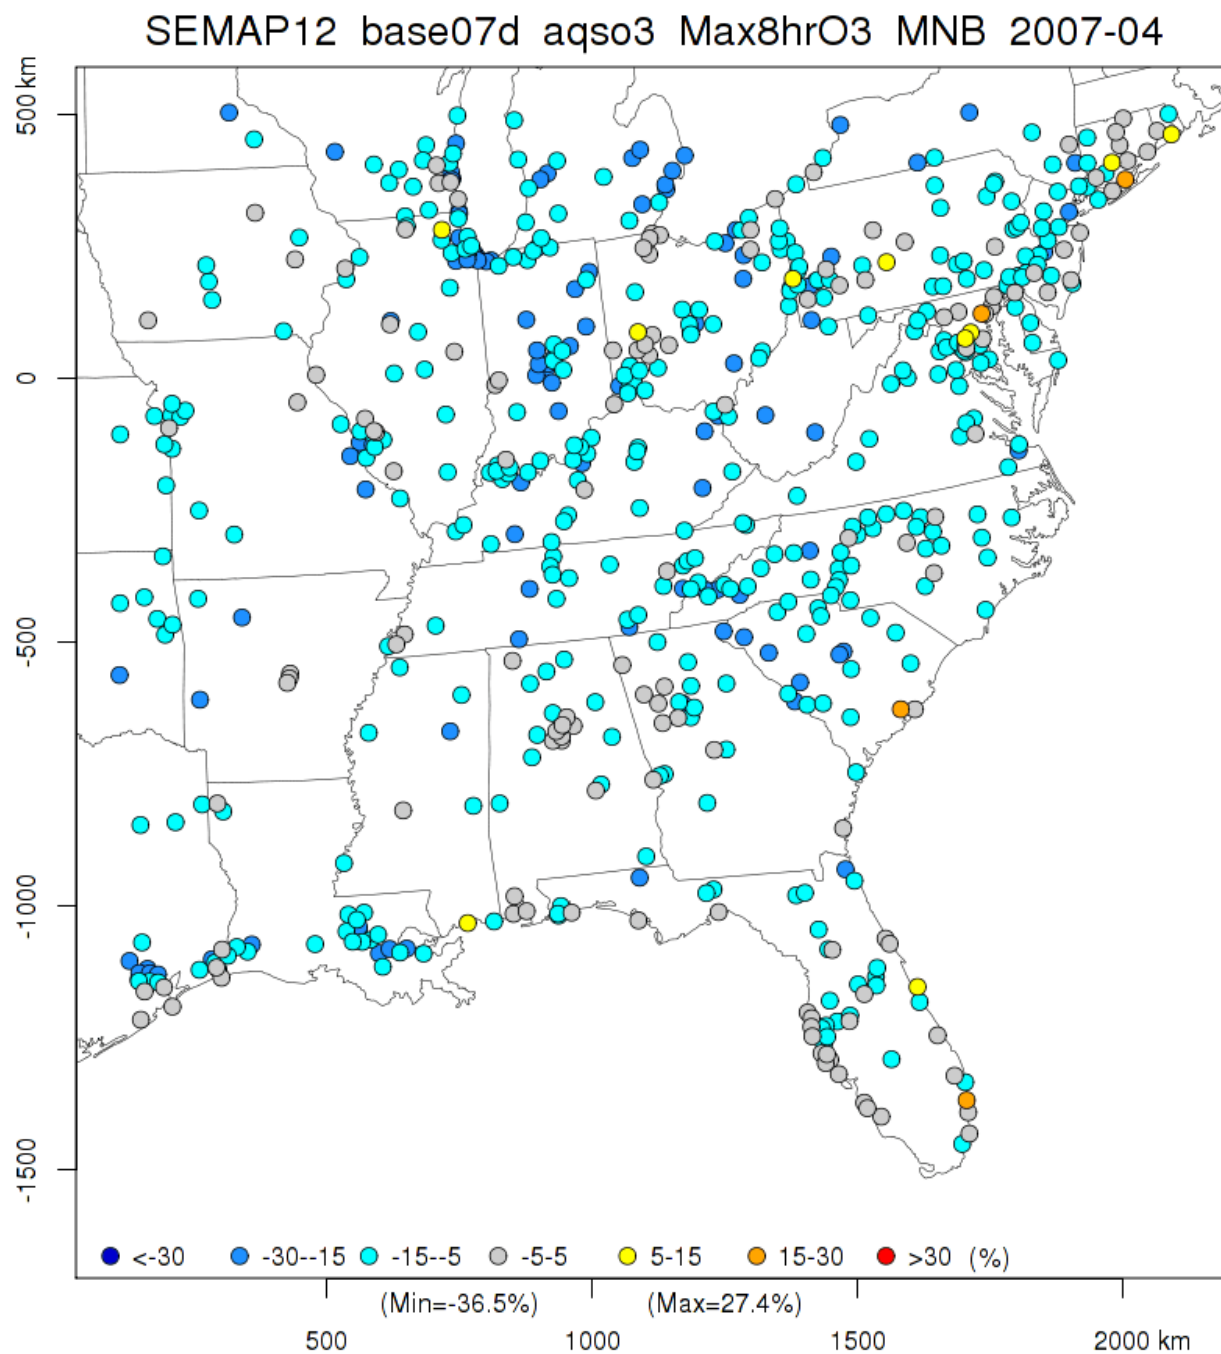 SEMAP12 base07d aqso3 Max8hrO3 MNB 2007-04
500 km
0
-500
-1000
-1500
<-30 -30--15 -15--5 -5-5 5-15 15-30 >30 (%)
(Min=-36.5%) (Max=27.4%)
500 1000 1500 2000 km